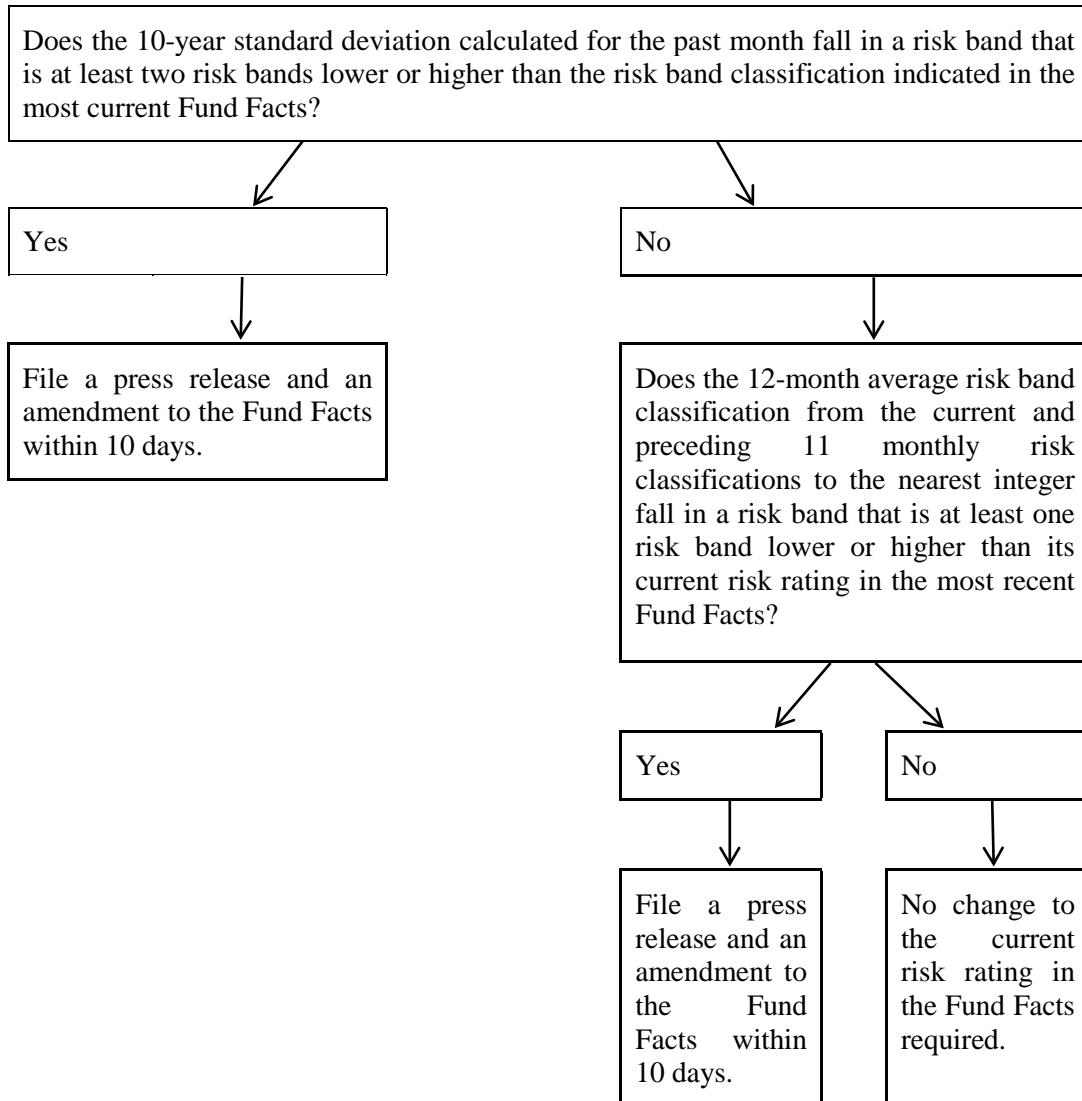 Does the 10-year standard deviation calculated for the past month fall in a risk band that
is at least two risk bands lower or higher than the risk band classification indicated in the
most current Fund Facts?
Yes
No
File a press release and an
amendment to the Fund Facts
within 10 days.
Does the 12-month average risk band
classification from the current and
preceding 11 monthly risk
classifications to the nearest integer
fall in a risk band that is at least one
risk band lower or higher than its
current risk rating in the most recent
Fund Facts?
Yes
No
File a press
release and an
amendment to
the Fund
Facts within
10 days.
No change to
the current
risk rating in
the Fund Facts
required.